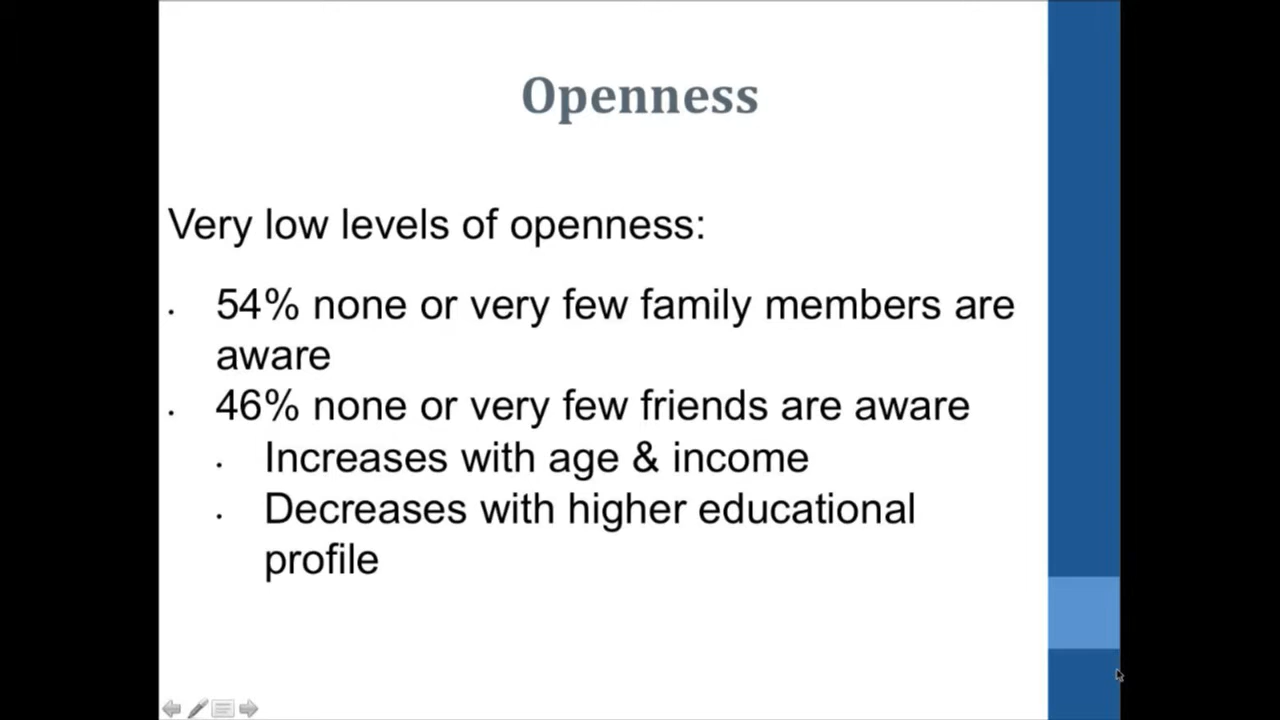 Openness
Very low levels of openness:
· 54% none or very few family members are
aware
· 46% none or very few friends are aware
· Increases with age & income
· Decreases with higher educational
profile